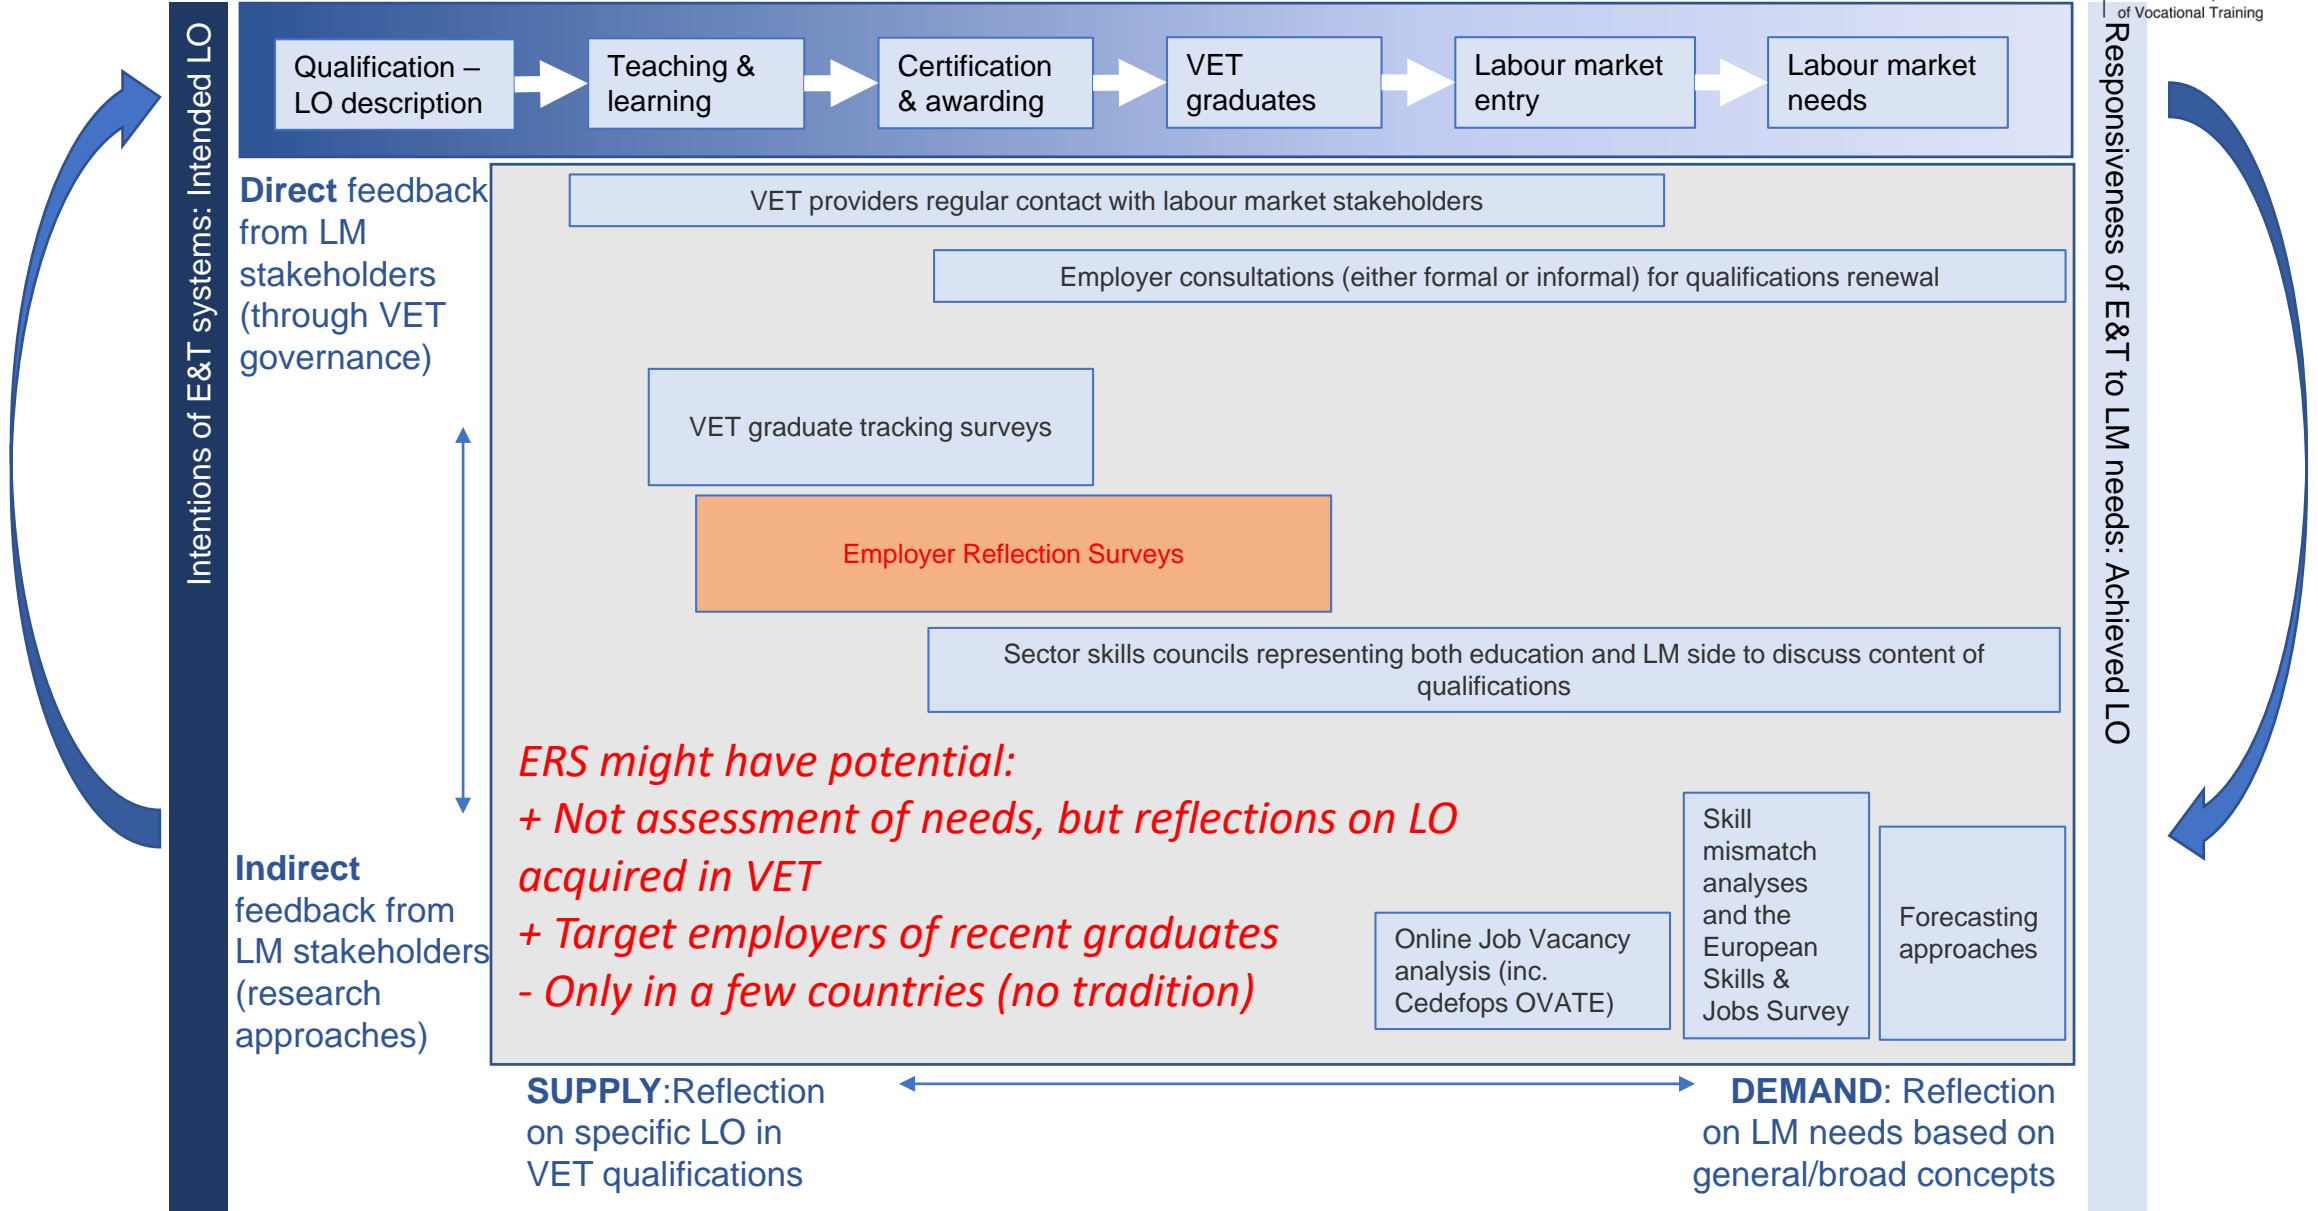 of Vocational Training
Intentions of E&T systems: Intended LO
Qualification –
LO description
Teaching &
learning
Certification
& awarding
VET
graduates
Labour market
entry
Labour market
needs
Responsiveness of E&T to LM needs: Achieved LO
Direct feedback
from LM
stakeholders
(through VET
governance)
VET providers regular contact with labour market stakeholders
Employer consultations (either formal or informal) for qualifications renewal
VET graduate tracking surveys
Employer Reflection Surveys
Sector skills councils representing both education and LM side to discuss content of
qualifications
ERS might have potential:
+ Not assessment of needs, but reflections on LO
acquired in VET
+ Target employers of recent graduates
- Only in a few countries (no tradition)
Indirect
feedback from
LM stakeholders
(research
approaches)
Online Job Vacancy
analysis (inc.
Cedefops OVATE)
Skill
mismatch
analyses
and the
European
Skills &
Jobs Survey
Forecasting
approaches
SUPPLY:Reflection
on specific LO in
VET qualifications
DEMAND: Reflection
on LM needs based on
general/broad concepts